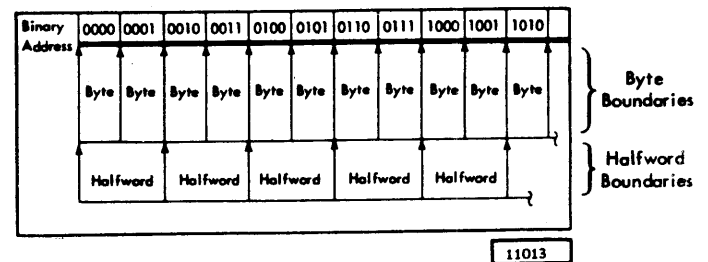 Binary Address 0000 0001 0010 0011 0100 0101 0110 0111 1000 1001 1010
Byte Byte Byte Byte Byte Byte Byte Byte Byte Byte Byte
Byte Boundaries
Halfword Halfword Halfword Halfword Halfword
Halfword Boundaries
11013